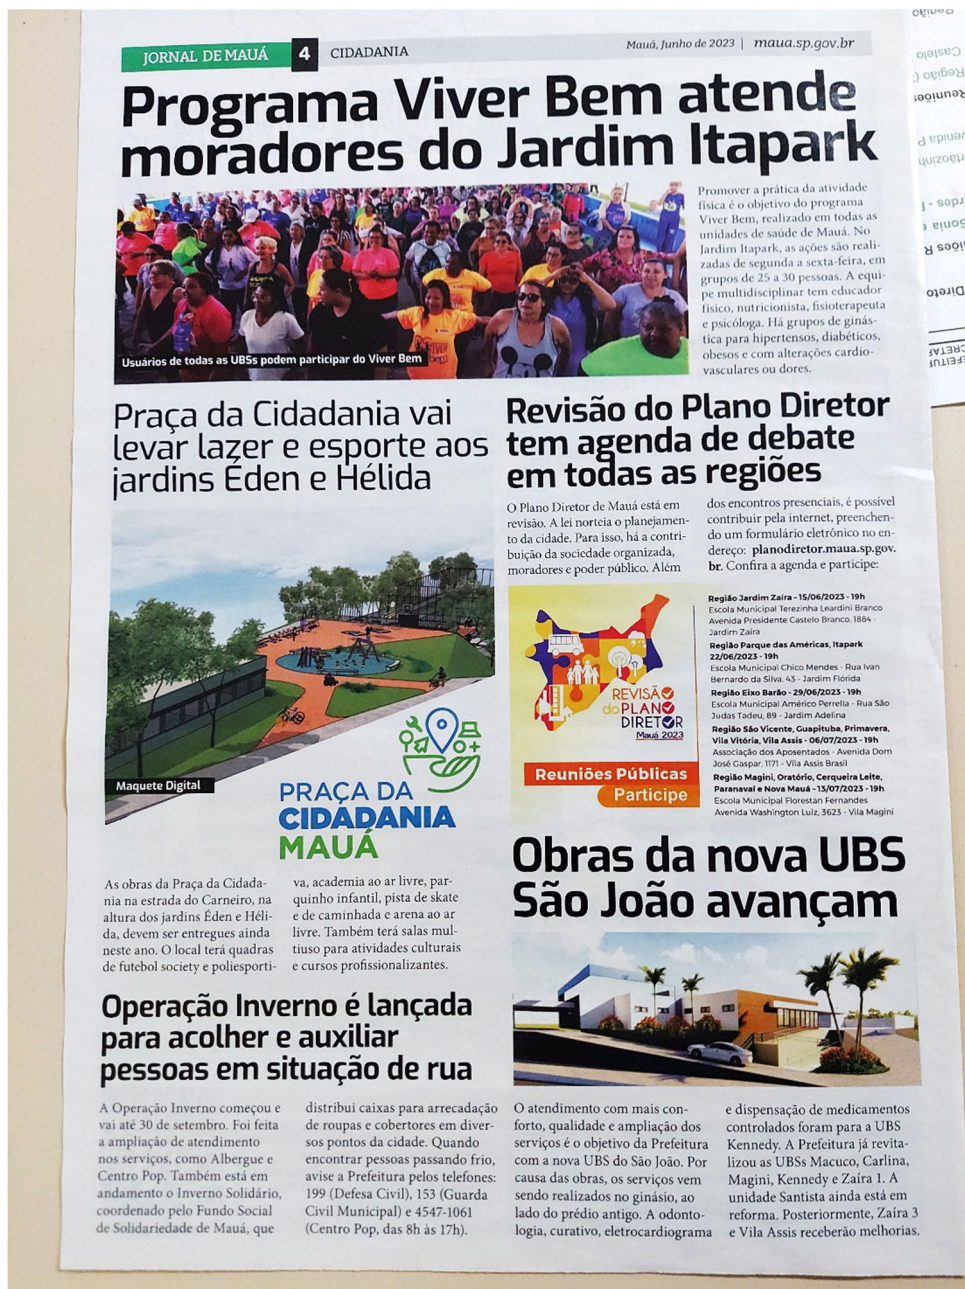 JORNAL DE MAUÁ
4
CIDADANIA
Mauá, Junho de 2023 | maua.sp.gov.br
Programa Viver Bem atende
moradores do Jardim Itapark
Usuários de todas as UBSs podem participar do Viver Bem
Promover a prática da atividade
física é o objetivo do programa
Viver Bem, realizado em todas as
unidades de saúde de Mauá. No
Jardim Itapark, as ações são reali-
zadas de segunda a sexta-feira, em
grupos de 25 a 30 pessoas. A equi-
pe multidisciplinar tem educador
físico, nutricionista, fisioterapeuta
e psicóloga. Há grupos de ginás-
tica para hipertensos, diabéticos,
obesos e com alterações cardio-
vasculares ou dores.
Praça da Cidadania vai
levar lazer e esporte aos
jardins Éden e Hélida
Maquete Digital
PRAÇA DA
CIDADANIA
MAUÁ
As obras da Praça da Cidada-
nia na estrada do Carneiro, na
altura dos jardins Éden e Héli-
da, devem ser entregues ainda
neste ano. O local terá quadras
de futebol society e poliesporti-
va, academia ao ar livre, par-
quinho infantil, pista de skate
e de caminhada e arena ao ar
livre. Também terá salas mul-
tiuso para atividades culturais
e cursos profissionalizantes.
Revisão do Plano Diretor
tem agenda de debate
em todas as regiões
O Plano Diretor de Mauá está em
revisão. A lei norteia o planejamen-
to da cidade. Para isso, há a contri-
buição da sociedade organizada,
moradores e poder público. Além
dos encontros presenciais, é possível
contribuir pela internet, preenchen-
do um formulário eletrônico no en-
dereço: planodiretor.maua.sp.gov.
br. Confira a agenda e participe:
REVISÃO
do PLANO
DIRETOR
Mauá 2023
Reuniões Públicas
Participe
Região Jardim Zaíra - 15/06/2023 - 19h
Escola Municipal Terezinha Leardini Branco
Avenida Presidente Castelo Branco, 1884 -
Jardim Zaíra
Região Parque das Américas, Itapark
22/06/2023 - 19h
Escola Municipal Chico Mendes - Rua Ivan
Bernardo da Silva, 43 - Jardim Flórida
Região Eixo Barão - 29/06/2023 - 19h
Escola Municipal Américo Perrella - Rua São
Judas Tadeu, 89 - Jardim Adelina
Região São Vicente, Guapituba, Primavera,
Vila Vitória, Vila Assis - 06/07/2023 - 19h
Associação dos Aposentados - Avenida Dom
José Gaspar, 1171 - Vila Assis Brasil
Região Magini, Oratório, Cerqueira Leite,
Paranavaí e Nova Mauá - 13/07/2023 - 19h
Escola Municipal Florestan Fernandes
Avenida Washington Luiz, 3623 - Vila Magini
Operação Inverno é lançada
para acolher e auxiliar
pessoas em situação de rua
A Operação Inverno começou e
vai até 30 de setembro. Foi feita
a ampliação de atendimento
nos serviços, como Albergue e
Centro Pop. Também está em
andamento o Inverno Solidário,
coordenado pelo Fundo Social
de Solidariedade de Mauá, que
distribui caixas para arrecadação
de roupas e cobertores em diver-
sos pontos da cidade. Quando
encontrar pessoas passando frio,
avise a Prefeitura pelos telefones:
199 (Defesa Civil), 153 (Guarda
Civil Municipal) e 4547-1061
(Centro Pop, das 8h às 17h).
Obras da nova UBS
São João avançam
O atendimento com mais con-
forto, qualidade e ampliação dos
serviços é o objetivo da Prefeitura
com a nova UBS do São João. Por
causa das obras, os serviços vem
sendo realizados no ginásio, ao
lado do prédio antigo. A odonto-
logia, curativo, eletrocardiograma
e dispensação de medicamentos
controlados foram para a UBS
Kennedy. A Prefeitura já revita-
lizou as UBSs Macuco, Carlina,
Magini, Kennedy e Zaíra 1. A
unidade Santista ainda está em
reforma. Posteriormente, Zaíra 3
e Vila Assis receberão melhorias.